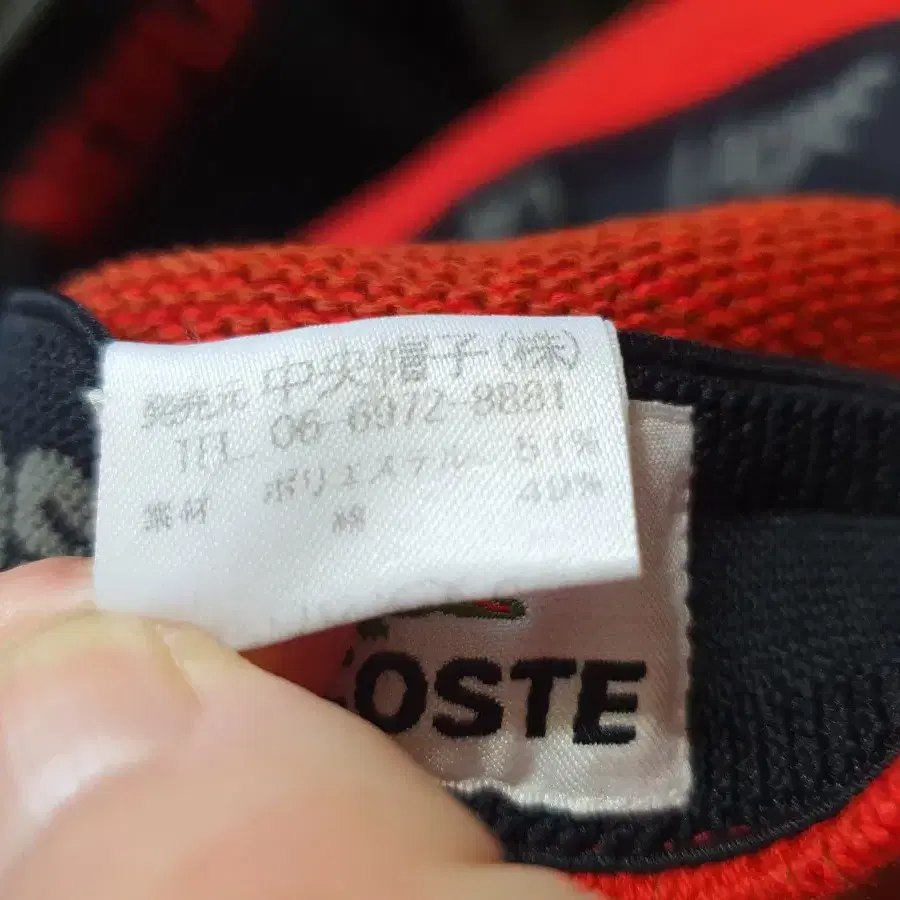 発売元 中央帽子(株)
TEL 06-6972-8881
素材 ポリエステル 51%
綿 49%
COSTE